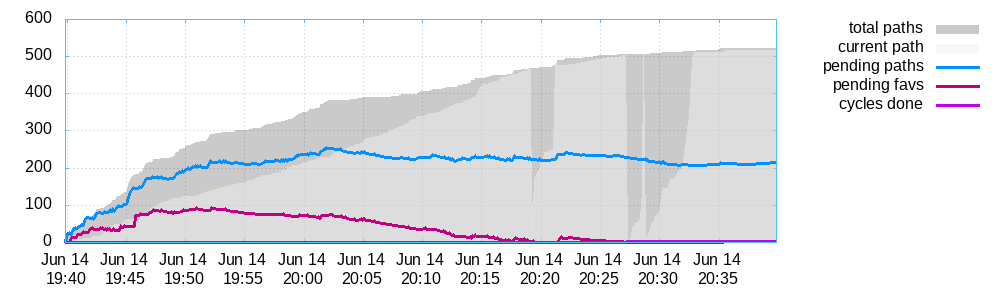 600
500
400
300
200
100
0
Jun 14 Jun 14 Jun 14 Jun 14 Jun 14 Jun 14 Jun 14 Jun 14 Jun 14 Jun 14 Jun 14 Jun 14
19:40 19:45 19:50 19:55 20:00 20:05 20:10 20:15 20:20 20:25 20:30 20:35
total paths
current path
pending paths
pending favs
cycles done